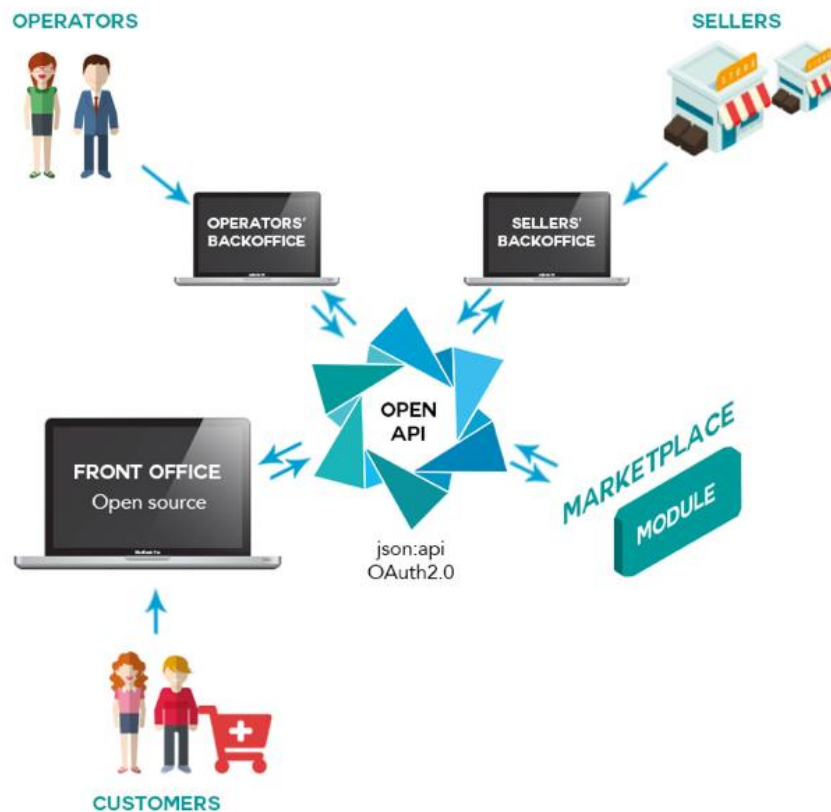 OPERATORS
SELLERS
STORE
OPERATORS'
BACKOFFICE
SELLERS'
BACKOFFICE
OPEN
API
FRONT OFFICE
Open source
MARKETPLACE
MODULE
json:api
OAuth2.0
CUSTOMERS